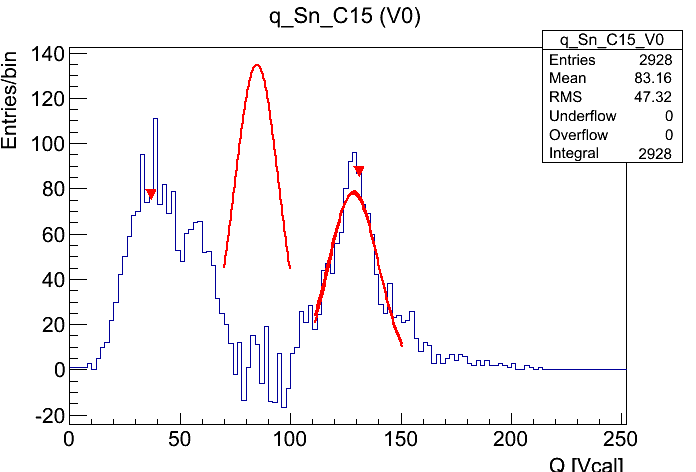 q_Sn_C15 (V0)
q_Sn_C15_V0
Entries 2928
Mean 83.16
RMS 47.32
Underflow 0
Overflow 0
Integral 2928
Entries/bin
140
120
100
80
60
40
20
0
-20
0 50 100 150 200 250
Q [Vcal]